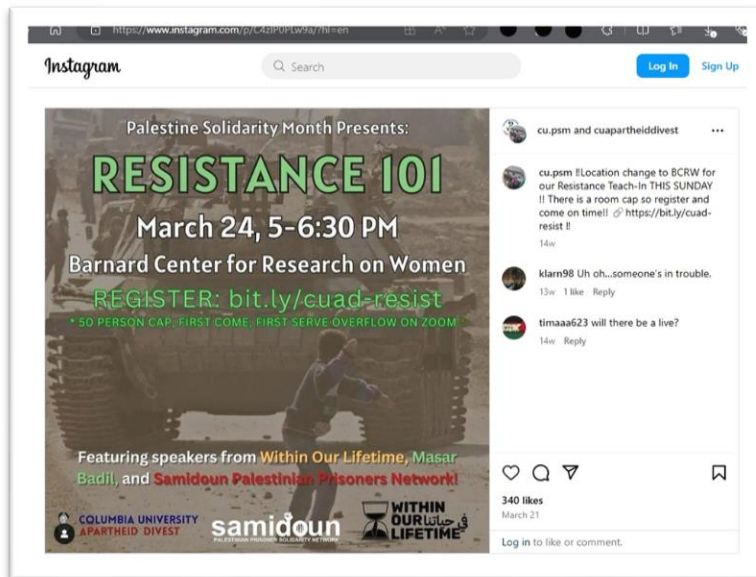 https://www.instagram.com/p/C4zlP0PLw9a/?hl=en
Instagram
Search
Log In
Sign Up
Palestine Solidarity Month Presents:
RESISTANCE 101
March 24, 5-6:30 PM
Barnard Center for Research on Women
REGISTER: bit.ly/cuad-resist
* 50 PERSON CAP, FIRST COME, FIRST SERVE OVERFLOW ON ZOOM *
Featuring speakers from Within Our Lifetime, Masar
Badil, and Samidoun Palestinian Prisoners Network!
COLUMBIA UNIVERSITY
APARTHEID DIVEST
samidoun
PALESTINIAN PRISONER SOLIDARITY NETWORK
WITHIN
OUR في حياتنا
LIFETIME
cu.psm and cuapartheiddivest
cu.psm ‼️Location change to BCRW for
our Resistance Teach-In THIS SUNDAY
‼️ There is a room cap so register and
come on time!! 🔗 https://bit.ly/cuad-
resist ‼️
14w
klarn98 Uh oh...someone's in trouble.
13w 1 like Reply
timaaa623 will there be a live?
14w Reply
340 likes
March 21
Log in to like or comment.